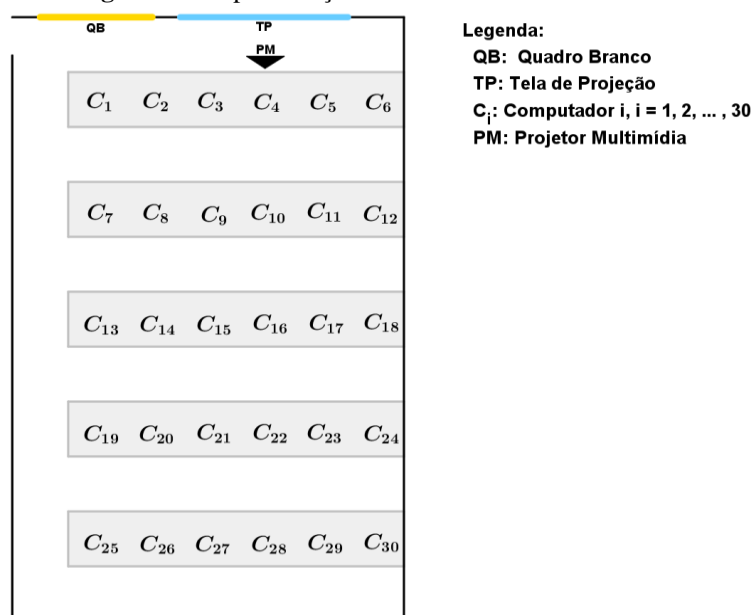 QB TP
PM
C₁ C₂ C₃ C₄ C₅ C₆
C₇ C₈ C₉ C₁₀ C₁₁ C₁₂
C₁₃ C₁₄ C₁₅ C₁₆ C₁₇ C₁₈
C₁₉ C₂₀ C₂₁ C₂₂ C₂₃ C₂₄
C₂₅ C₂₆ C₂₇ C₂₈ C₂₉ C₃₀
Legenda:
QB: Quadro Branco
TP: Tela de Projeção
Cᵢ: Computador i, i = 1, 2, ... , 30
PM: Projetor Multimídia